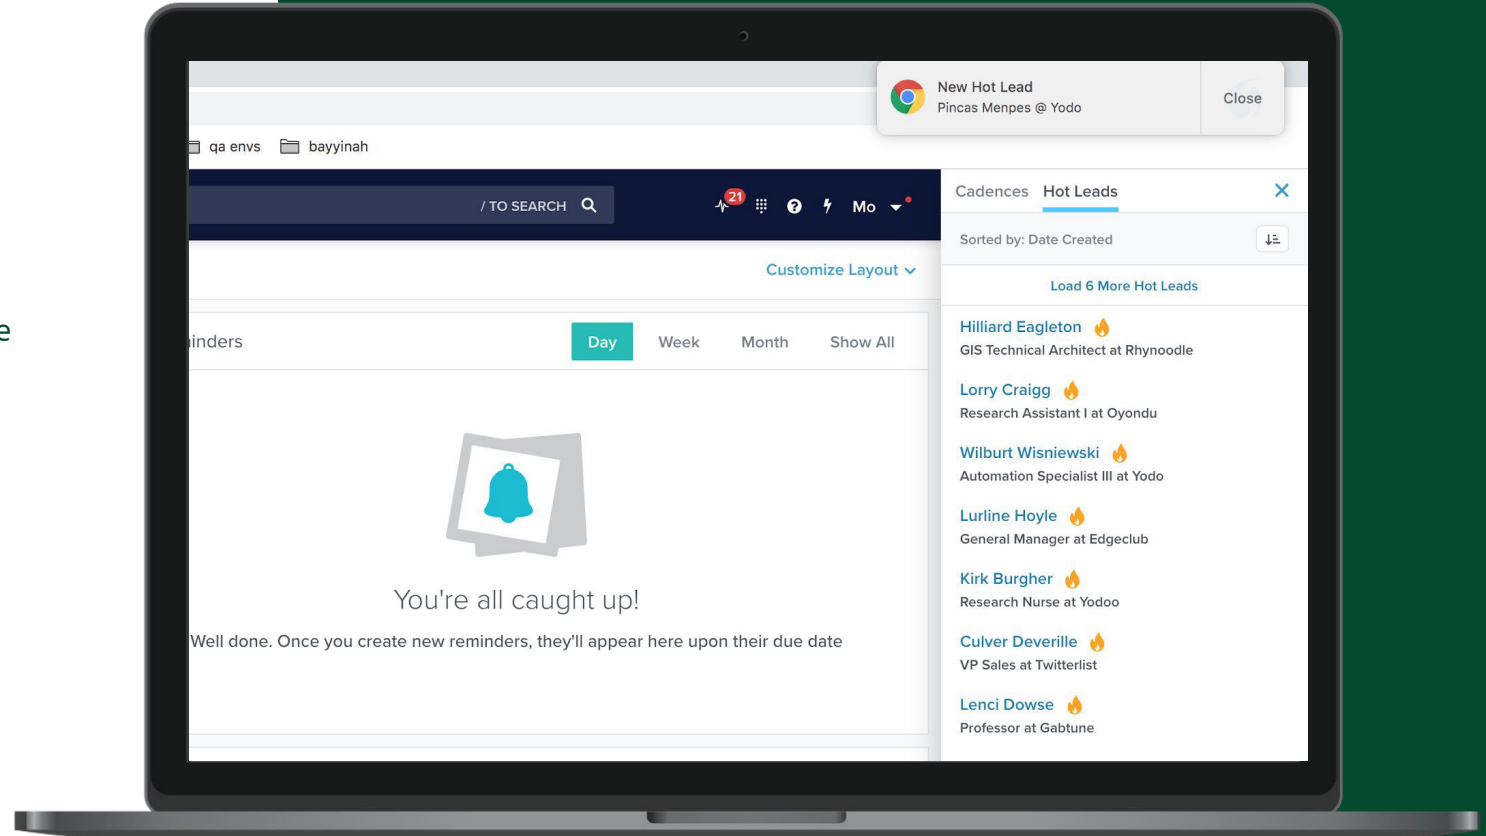 New Hot Lead
Pincas Menpes @ Yodo
Close
qa envs
bayyinah
/ TO SEARCH
21
Mo
Cadences
Hot Leads
Sorted by: Date Created
Customize Layout
Load 6 More Hot Leads
e
inders
Day
Week
Month
Show All
Hilliard Eagleton
GIS Technical Architect at Rhynoodle
Lorry Craigg
Research Assistant I at Oyondu
Wilburt Wisniewski
Automation Specialist III at Yodo
Lurline Hoyle
General Manager at Edgeclub
Kirk Burgher
Research Nurse at Yodoo
Culver Deverille
VP Sales at Twitterlist
Lenci Dowse
Professor at Gabtune
You're all caught up!
Well done. Once you create new reminders, they'll appear here upon their due date